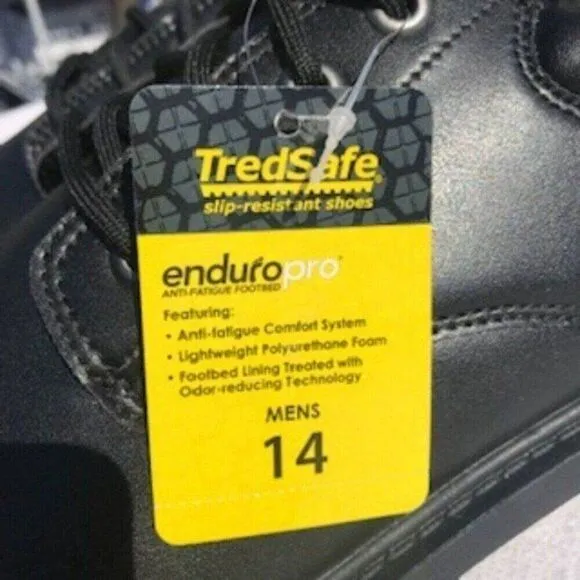 TredSafe®
slip-resistant shoes
enduropro
ANTI-FATIGUE FOOTBED
Featuring:
• Anti-fatigue Comfort System
• Lightweight Polyurethane Foam
• Footbed Lining Treated with
Odor-reducing Technology
MENS
14